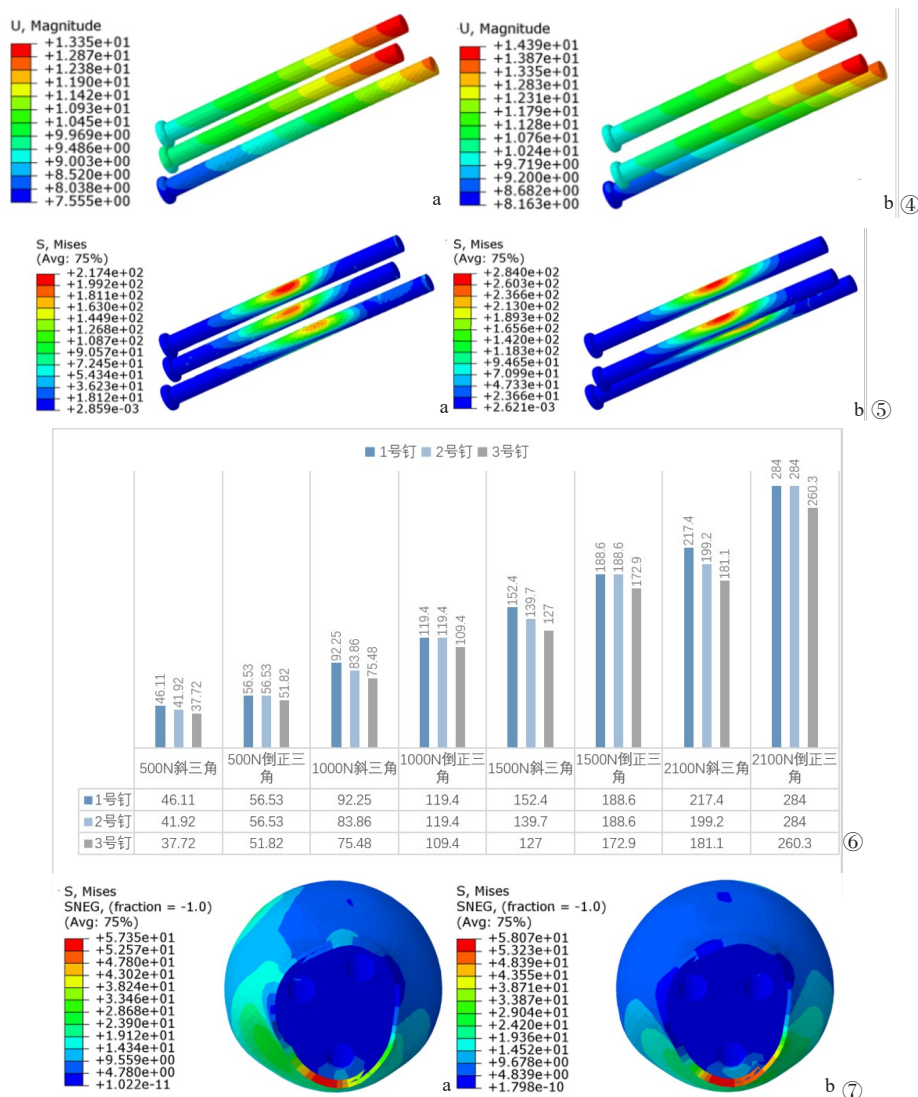 U, Magnitude
+1.335e+01
+1.287e+01
+1.238e+01
+1.190e+01
+1.142e+01
+1.093e+01
+1.045e+01
+9.969e+00
+9.486e+00
+9.003e+00
+8.520e+00
+8.038e+00
+7.555e+00
a
U, Magnitude
+1.439e+01
+1.387e+01
+1.335e+01
+1.283e+01
+1.231e+01
+1.179e+01
+1.128e+01
+1.076e+01
+1.024e+01
+9.719e+00
+9.200e+00
+8.682e+00
+8.163e+00
b ④
S, Mises
(Avg: 75%)
+2.174e+02
+1.992e+02
+1.811e+02
+1.630e+02
+1.449e+02
+1.268e+02
+1.087e+02
+9.057e+01
+7.245e+01
+5.434e+01
+3.623e+01
+1.812e+01
+2.859e-03
a
S, Mises
(Avg: 75%)
+2.840e+02
+2.603e+02
+2.366e+02
+2.130e+02
+1.893e+02
+1.656e+02
+1.420e+02
+1.183e+02
+9.465e+01
+7.099e+01
+4.733e+01
+2.366e+01
+2.621e-03
b ⑤
1号钉 2号钉 3号钉
46.11 41.92 37.72 56.53 56.53 51.82 92.25 83.86 75.48 119.4 119.4 109.4 152.4 139.7 127 188.6 188.6 172.9 217.4 199.2 181.1 284 284 260.3
500N斜三角 500N倒正三角 1000N斜三角 1000N倒正三角 1500N斜三角 1500N倒正三角 2100N斜三角 2100N倒正三角
1号钉 46.11 56.53 92.25 119.4 152.4 188.6 217.4 284
2号钉 41.92 56.53 83.86 119.4 139.7 188.6 199.2 284
3号钉 37.72 51.82 75.48 109.4 127 172.9 181.1 260.3
⑥
S, Mises
SNEG, (fraction = -1.0)
(Avg: 75%)
+5.735e+01
+5.257e+01
+4.780e+01
+4.302e+01
+3.824e+01
+3.346e+01
+2.868e+01
+2.390e+01
+1.912e+01
+1.434e+01
+9.559e+00
+4.780e+00
+1.022e-11
a
S, Mises
SNEG, (fraction = -1.0)
(Avg: 75%)
+5.807e+01
+5.323e+01
+4.839e+01
+4.355e+01
+3.871e+01
+3.387e+01
+2.904e+01
+2.420e+01
+1.936e+01
+1.452e+01
+9.678e+00
+4.839e+00
+1.798e-10
b ⑦